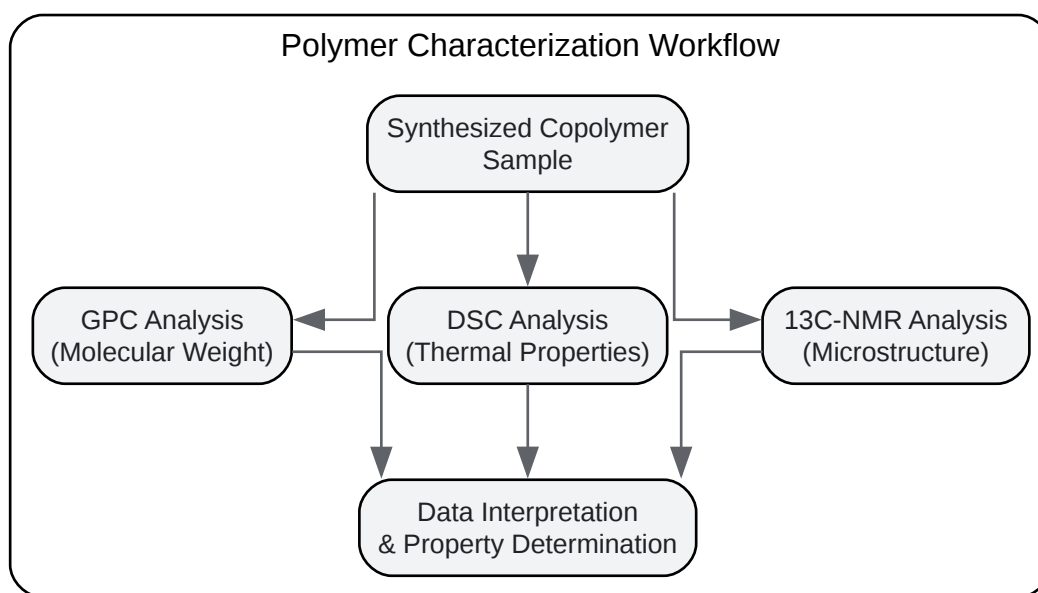 Polymer Characterization Workflow
Synthesized Copolymer
Sample
GPC Analysis
(Molecular Weight)
DSC Analysis
(Thermal Properties)
13C-NMR Analysis
(Microstructure)
Data Interpretation
& Property Determination